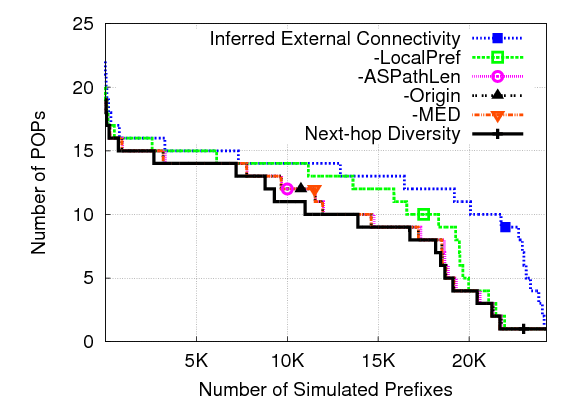 25
20
15
10
5
0
Number of POPs
Inferred External Connectivity
-LocalPref
-ASPathLen
-Origin
-MED
Next-hop Diversity
5K 10K 15K 20K
Number of Simulated Prefixes